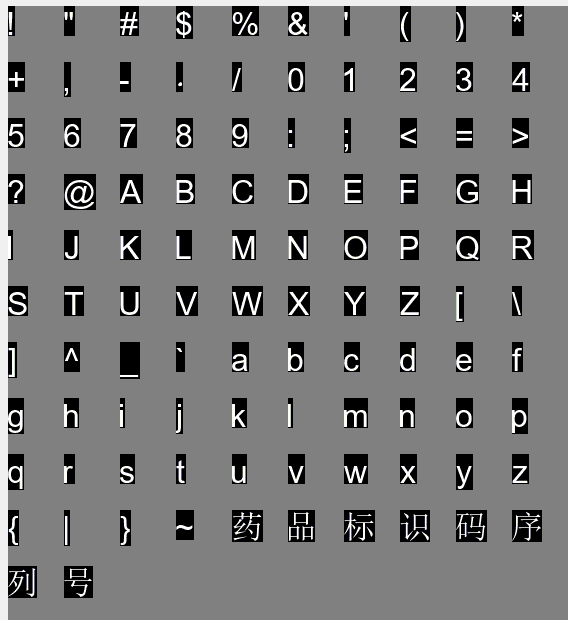 ! " # $ % & ' ( ) *
+ , - . / 0 1 2 3 4
5 6 7 8 9 : ; < = >
? @ A B C D E F G H
I J K L M N O P Q R
S T U V W X Y Z [ \
] ^ _ ` a b c d e f
g h i j k l m n o p
q r s t u v w x y z
{ | } ~ 药 品 标 识 码 序
列 号